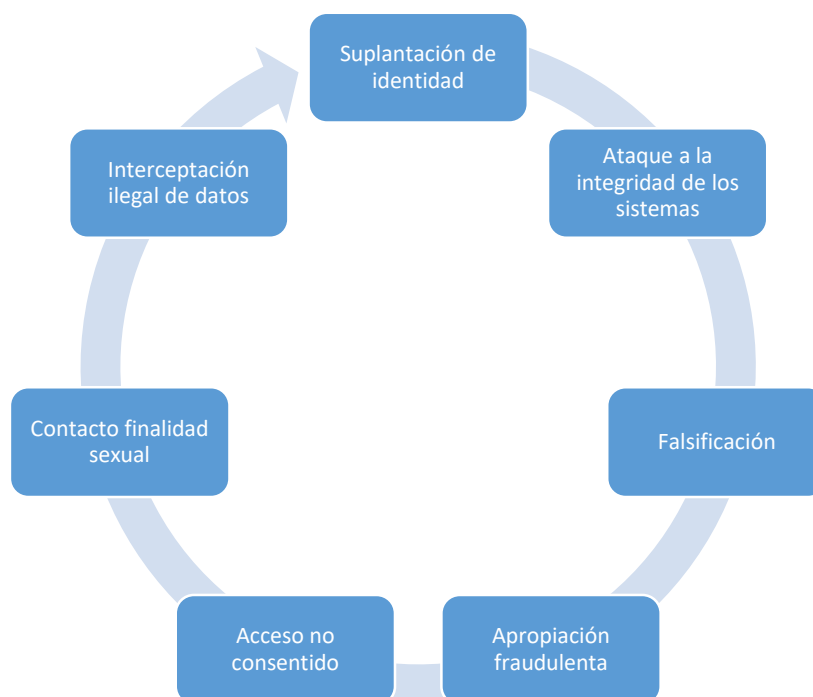 Suplantación de
identidad
Ataque a la
integridad de los
sistemas
Falsificación
Apropiación
fraudulenta
Acceso no
consentido
Contacto finalidad
sexual
Interceptación
ilegal de datos